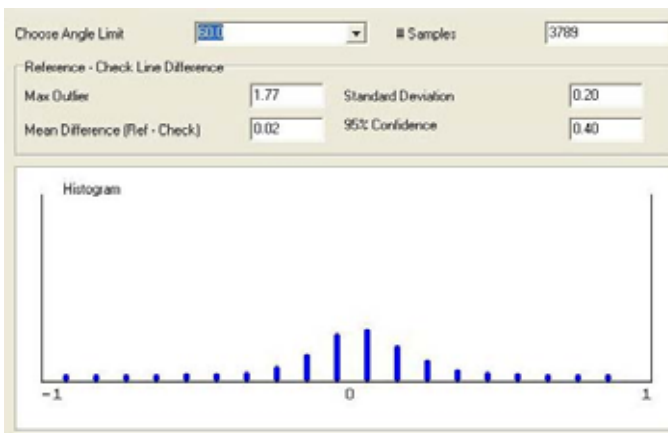 Choose Angle Limit 60.0 # Samples 3789
Reference - Check Line Difference
Max Outlier 1.77 Standard Deviation 0.20
Mean Difference (Ref - Check) 0.02 95% Confidence 0.40
Histogram
-1 0 1